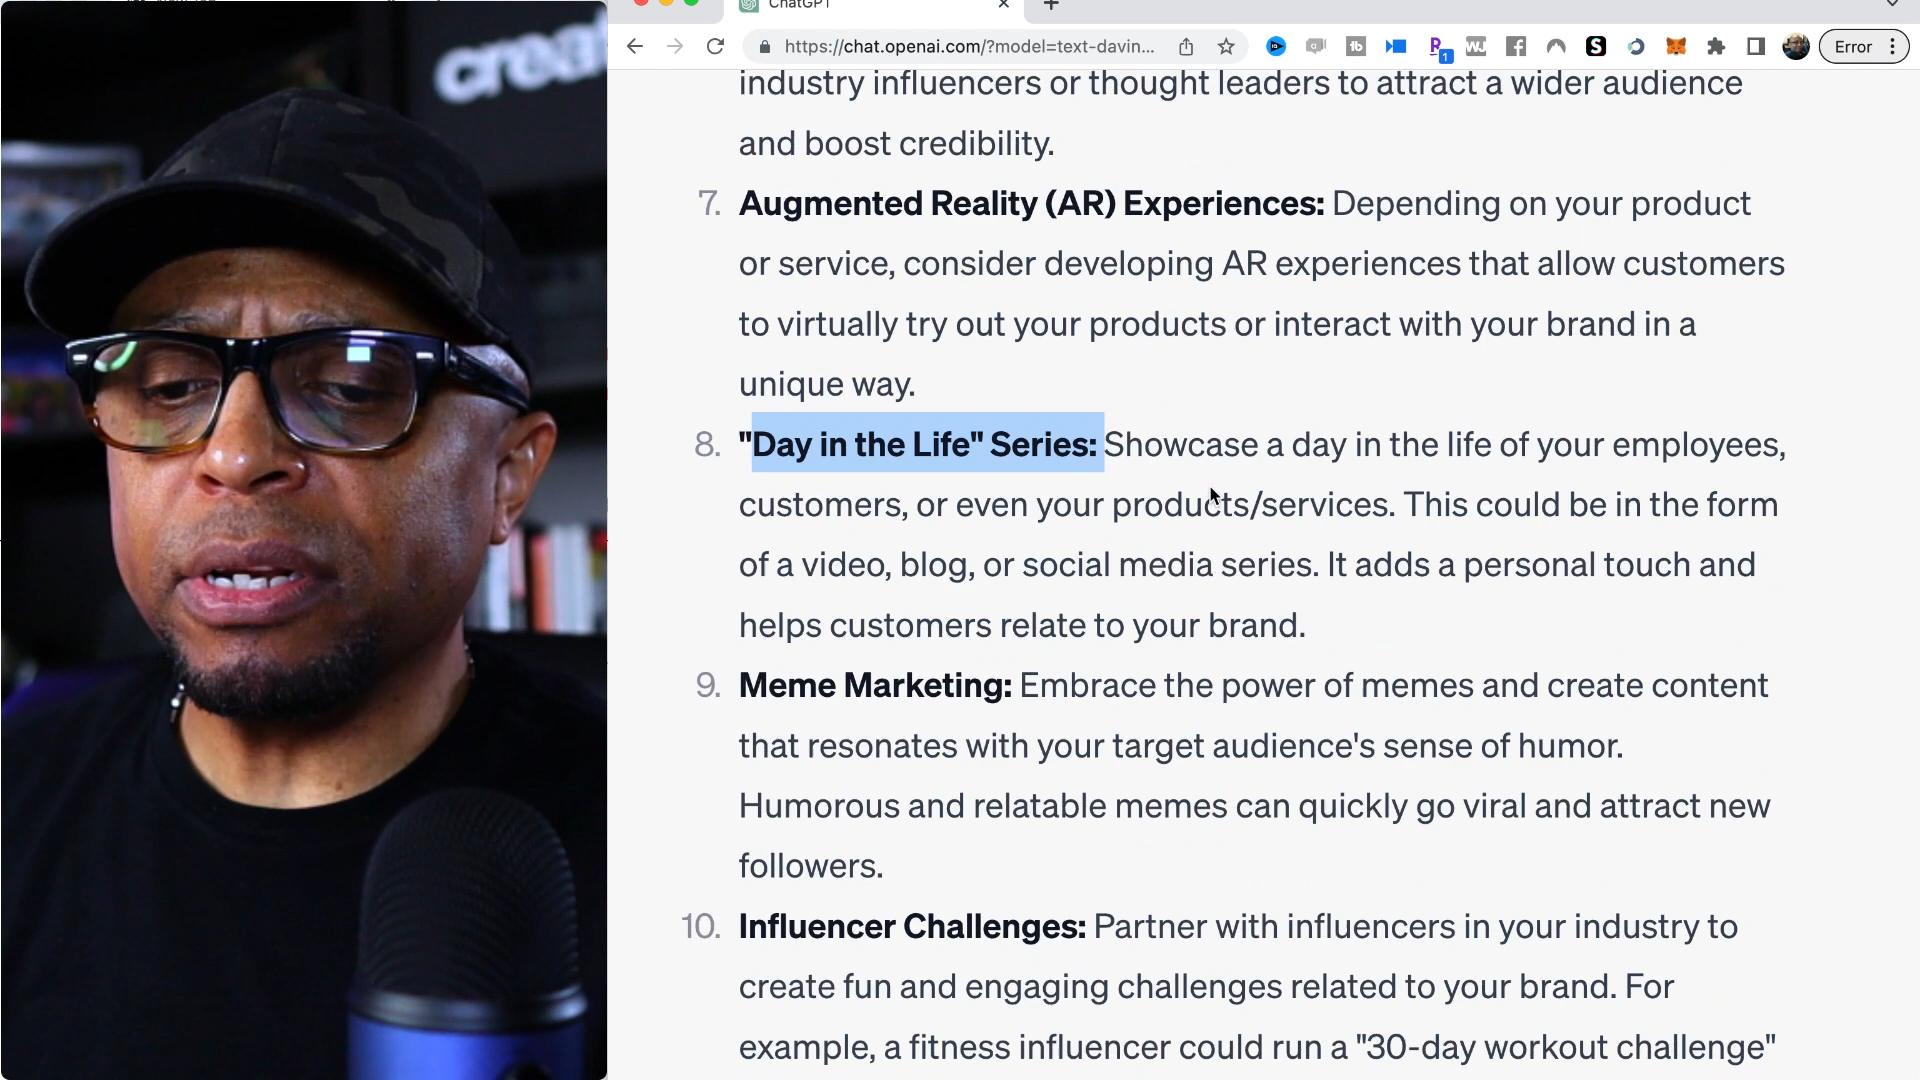 creat
ChatGPT
https://chat.openai.com/?model=text-davin...
Error
industry influencers or thought leaders to attract a wider audience
and boost credibility.
7. Augmented Reality (AR) Experiences: Depending on your product
or service, consider developing AR experiences that allow customers
to virtually try out your products or interact with your brand in a
unique way.
8. "Day in the Life" Series: Showcase a day in the life of your employees,
customers, or even your products/services. This could be in the form
of a video, blog, or social media series. It adds a personal touch and
helps customers relate to your brand.
9. Meme Marketing: Embrace the power of memes and create content
that resonates with your target audience's sense of humor.
Humorous and relatable memes can quickly go viral and attract new
followers.
10. Influencer Challenges: Partner with influencers in your industry to
create fun and engaging challenges related to your brand. For
example, a fitness influencer could run a "30-day workout challenge"